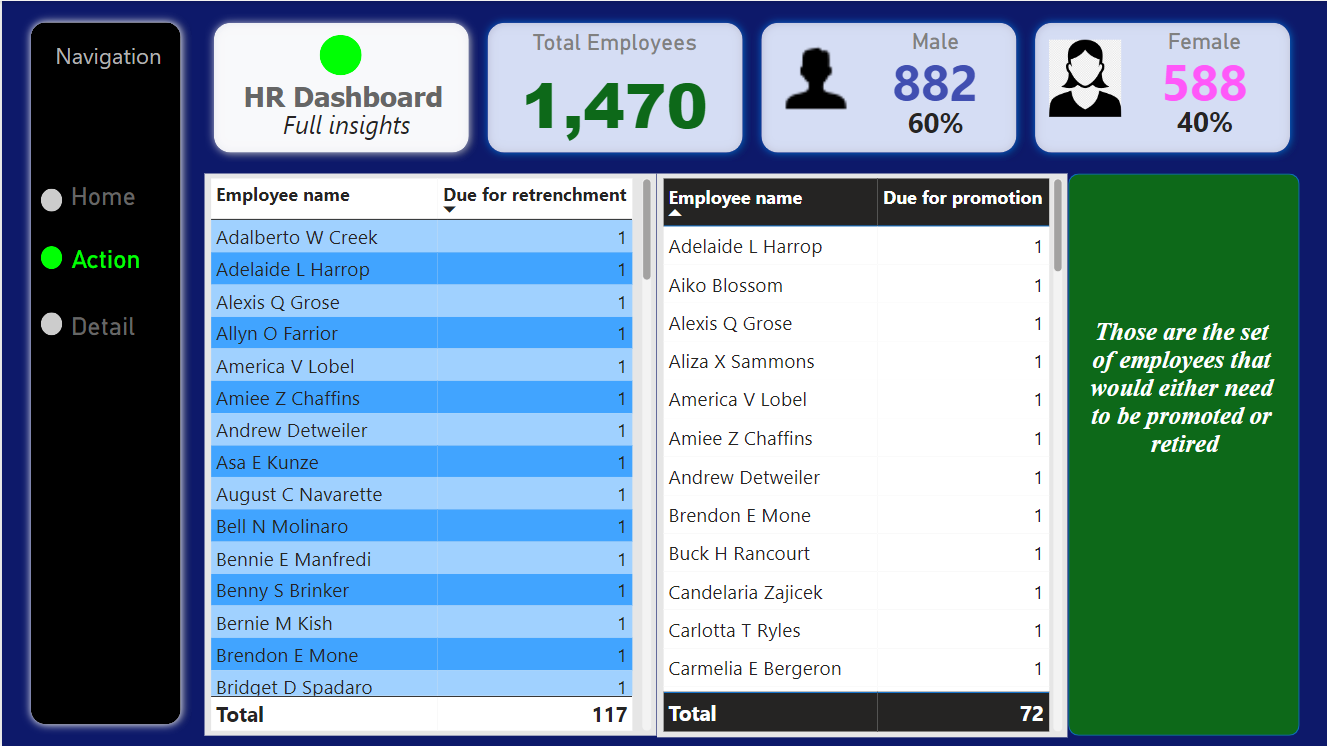 Navigation
Home
Action
Detail
HR Dashboard
Full insights
Total Employees
1,470
Male
882
60%
Female
588
40%
Employee name Due for retrenchment
Adalberto W Creek 1
Adelaide L Harrop 1
Alexis Q Grose 1
Allyn O Farrior 1
America V Lobel 1
Amiee Z Chaffins 1
Andrew Detweiler 1
Asa E Kunze 1
August C Navarette 1
Bell N Molinaro 1
Bennie E Manfredi 1
Benny S Brinker 1
Bernie M Kish 1
Brendon E Mone 1
Bridget D Spadaro 1
Total 117
Employee name Due for promotion
Adelaide L Harrop 1
Aiko Blossom 1
Alexis Q Grose 1
Aliza X Sammons 1
America V Lobel 1
Amiee Z Chaffins 1
Andrew Detweiler 1
Brendon E Mone 1
Buck H Rancourt 1
Candelaria Zajicek 1
Carlotta T Ryles 1
Carmelia E Bergeron 1
Total 72
Those are the set
of employees that
would either need
to be promoted or
retired